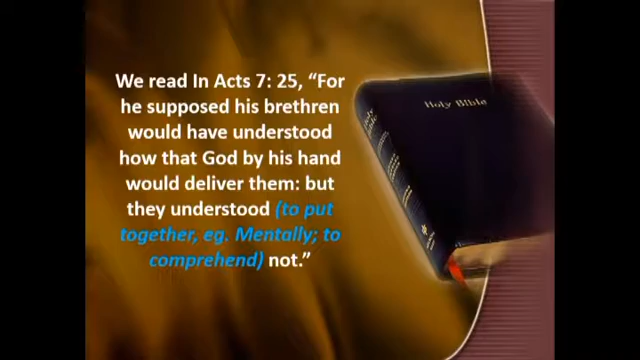 We read In Acts 7: 25, “For
he supposed his brethren
would have understood
how that God by his hand
would deliver them: but
they understood (to put
together, eg. Mentally; to
comprehend) not.”
Holy Bible